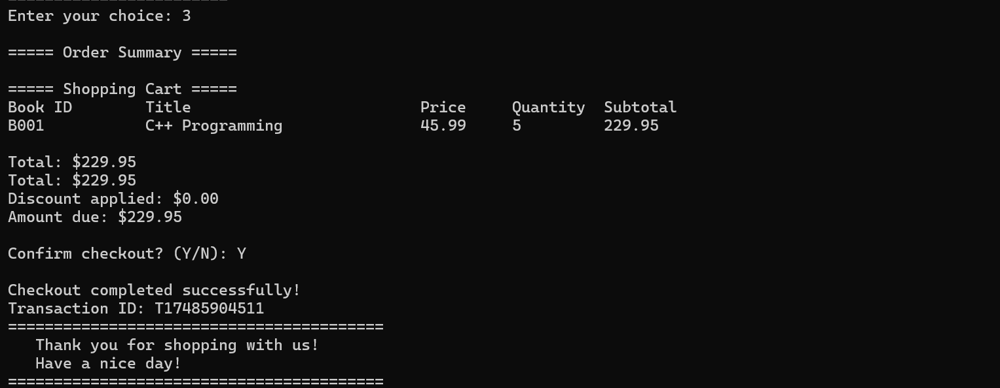 Enter your choice: 3
===== Order Summary =====
===== Shopping Cart =====
Book ID Title Price Quantity Subtotal
B001 C++ Programming 45.99 5 229.95
Total: $229.95
Total: $229.95
Discount applied: $0.00
Amount due: $229.95
Confirm checkout? (Y/N): Y
Checkout completed successfully!
Transaction ID: T17485904511
=========================================
Thank you for shopping with us!
Have a nice day!
=========================================